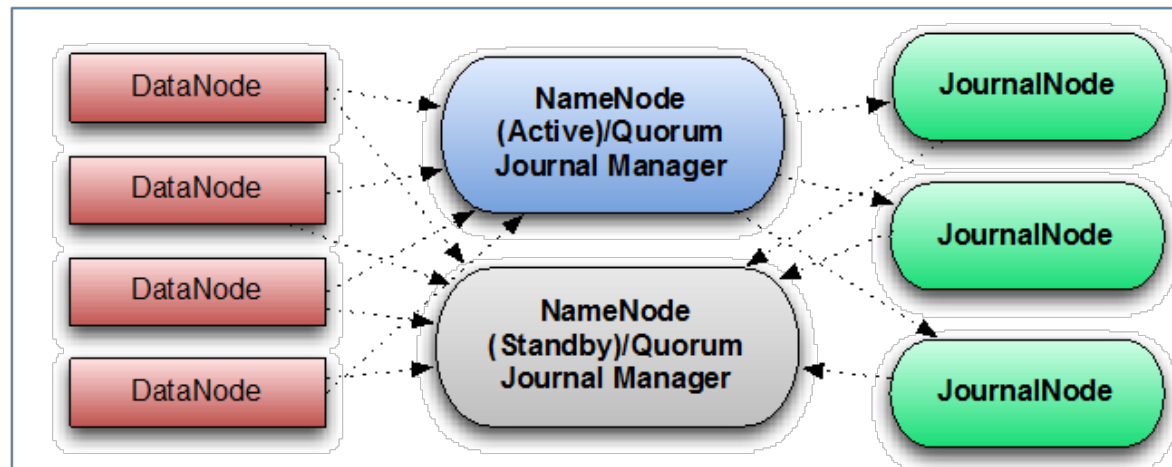 DataNode
DataNode
DataNode
DataNode
NameNode
(Active)/Quorum
Journal Manager
NameNode
(Standby)/Quorum
Journal Manager
JournalNode
JournalNode
JournalNode